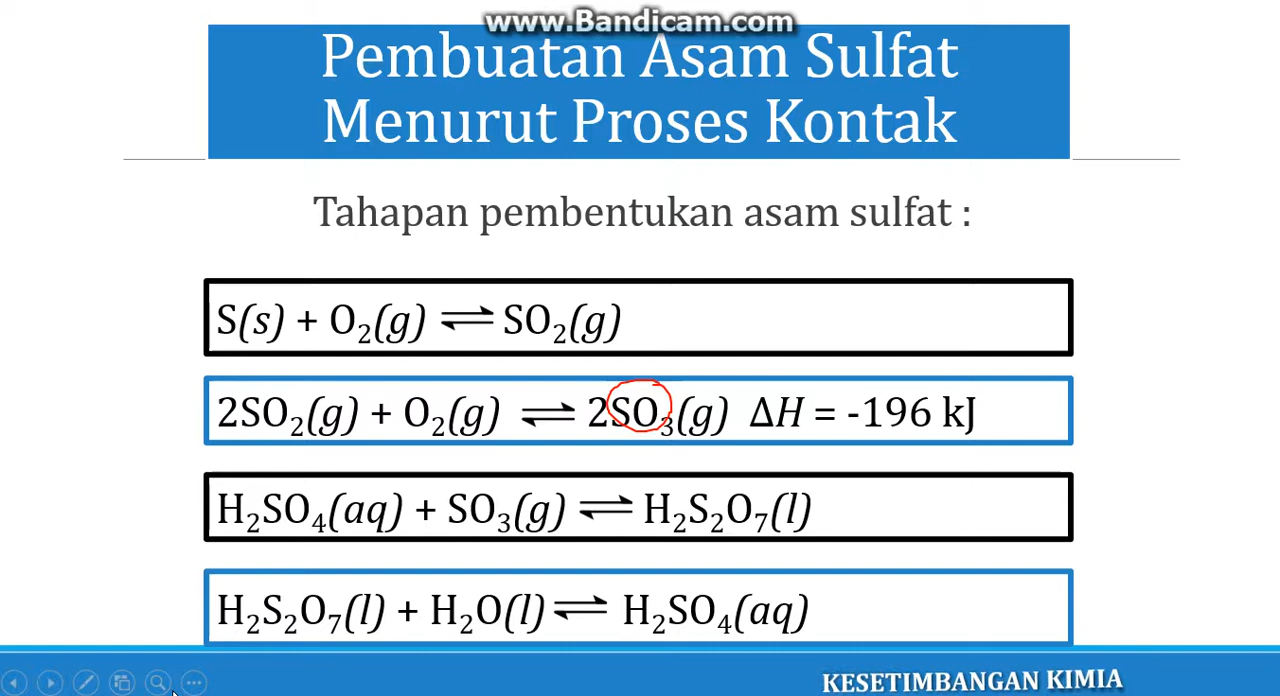 www.Bandicam.com
Pembuatan Asam Sulfat
Menurut Proses Kontak
Tahapan pembentukan asam sulfat :
S(s) + O₂(g) ⇌ SO₂(g)
2SO₂(g) + O₂(g) ⇌ 2SO₃(g) ΔH = -196 kJ
H₂SO₄(aq) + SO₃(g) ⇌ H₂S₂O₇(l)
H₂S₂O₇(l) + H₂O(l) ⇌ H₂SO₄(aq)
KESETIMBANGAN KIMIA